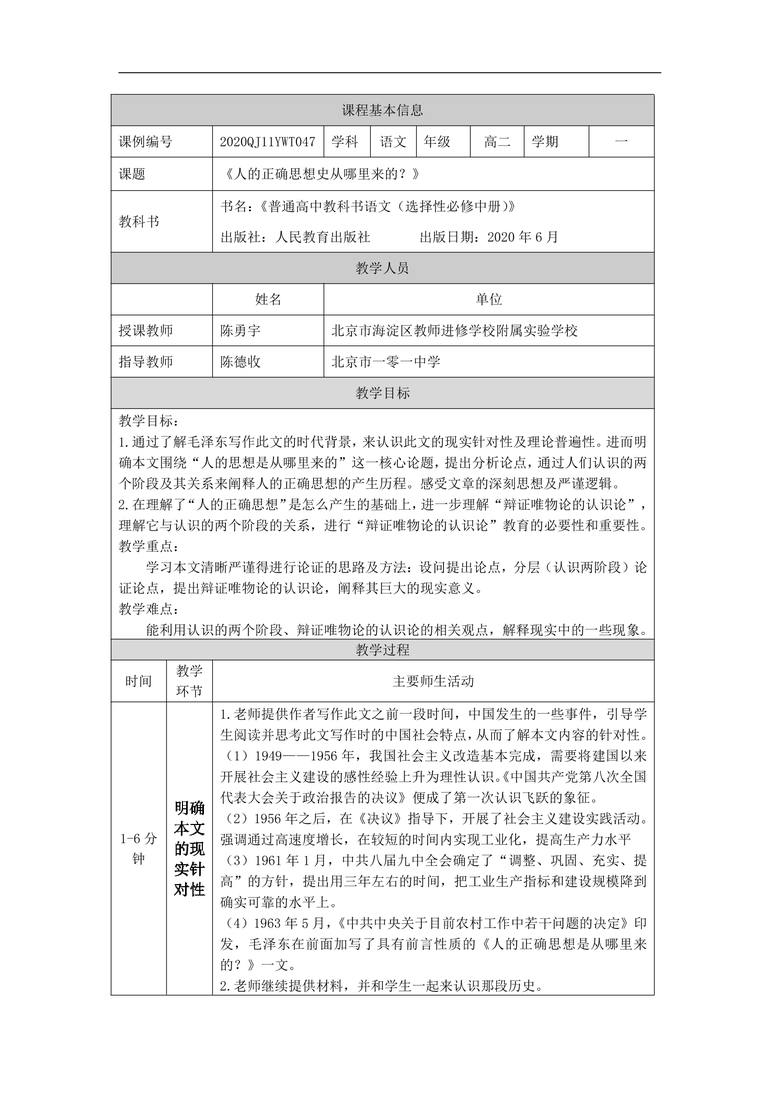 课程基本信息
课例编号 2020QJ11YWT047 学科 语文 年级 高二 学期 一
课题 《人的正确思想史从哪里来的？》
教科书 书名：《普通高中教科书语文（选择性必修中册）》
出版社：人民教育出版社 出版日期：2020 年 6 月
教学人员
姓名 单位
授课教师 陈勇宇 北京市海淀区教师进修学校附属实验学校
指导教师 陈德收 北京市一零一中学
教学目标
教学目标：
1.通过了解毛泽东写作此文的时代背景，来认识此文的现实针对性及理论普遍性。进而明
确本文围绕“人的思想是从哪里来的”这一核心论题，提出分析论点，通过人们认识的两
个阶段及其关系来阐释人的正确思想的产生历程。感受文章的深刻思想及严谨逻辑。
2.在理解了“人的正确思想”是怎么产生的基础上，进一步理解“辩证唯物论的认识论”，
理解它与认识的两个阶段的关系，进行“辩证唯物论的认识论”教育的必要性和重要性。
教学重点：
学习本文清晰严谨得进行论证的思路及方法：设问提出论点，分层（认识两阶段）论
证论点，提出辩证唯物论的认识论，阐释其巨大的现实意义。
教学难点：
能利用认识的两个阶段、辩证唯物论的认识论的相关观点，解释现实中的一些现象。
教学过程
时间 教学
环节 主要师生活动
1-6 分
钟
明确
本文
的现
实针
对性
1.老师提供作者写作此文之前一段时间，中国发生的一些事件，引导学
生阅读并思考此文写作时的中国社会特点，从而了解本文内容的针对性。
（1）1949——1956 年，我国社会主义改造基本完成，需要将建国以来
开展社会主义建设的感性经验上升为理性认识。《中国共产党第八次全国
代表大会关于政治报告的决议》便成了第一次认识飞跃的象征。
（2）1956 年之后，在《决议》指导下，开展了社会主义建设实践活动。
强调通过高速度增长，在较短的时间内实现工业化，提高生产力水平
（3）1961 年 1 月，中共八届九中全会确定了“调整、巩固、充实、提
高”的方针，提出用三年左右的时间，把工业生产指标和建设规模降到
确实可靠的水平上。
（4）1963 年 5 月，《中共中央关于目前农村工作中若干问题的决定》印
发，毛泽东在前面加写了具有前言性质的《人的正确思想是从哪里来
的？》一文。
2.老师继续提供材料，并和学生一起来认识那段历史。